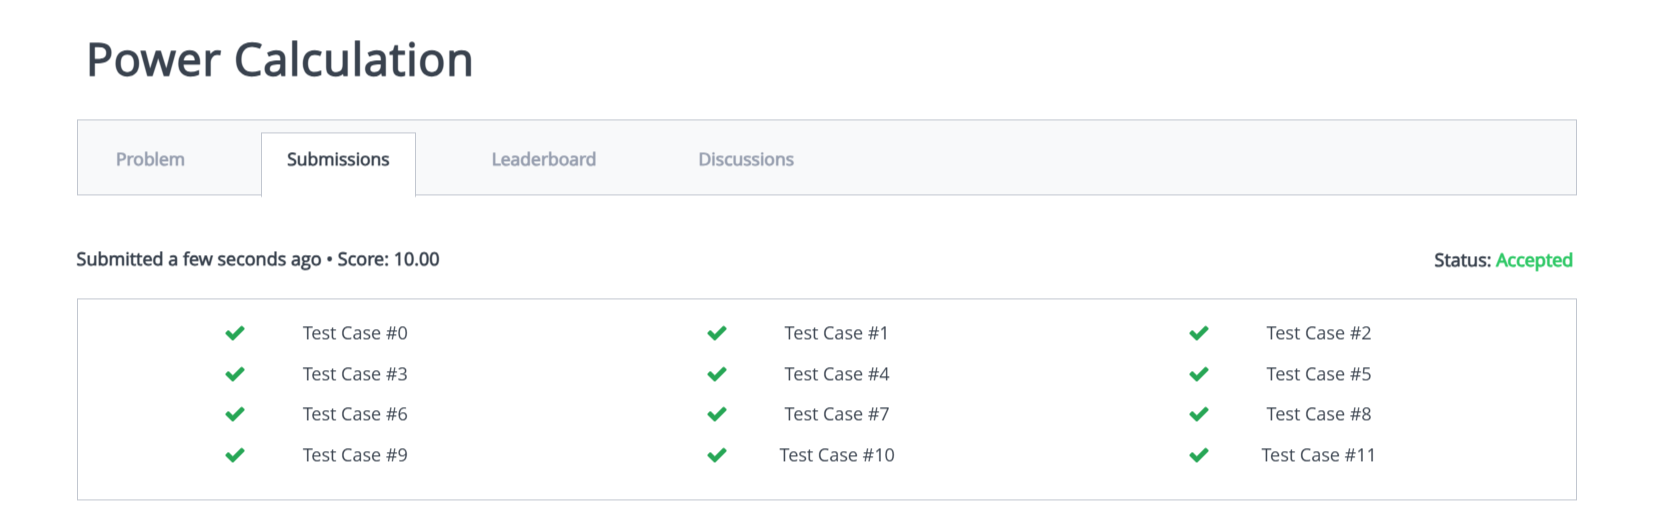 Power Calculation
Problem Submissions Leaderboard Discussions
Submitted a few seconds ago • Score: 10.00 Status: Accepted
Test Case #0 Test Case #1 Test Case #2
Test Case #3 Test Case #4 Test Case #5
Test Case #6 Test Case #7 Test Case #8
Test Case #9 Test Case #10 Test Case #11